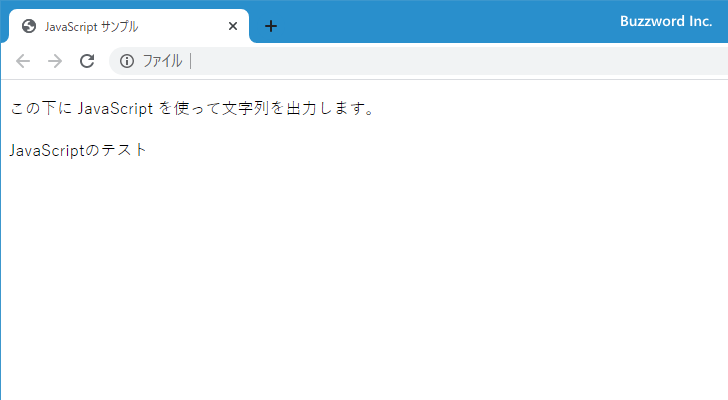 JavaScript サンプル
Buzzword Inc.
ファイル
この下に JavaScript を使って文字列を出力します。
JavaScriptのテスト